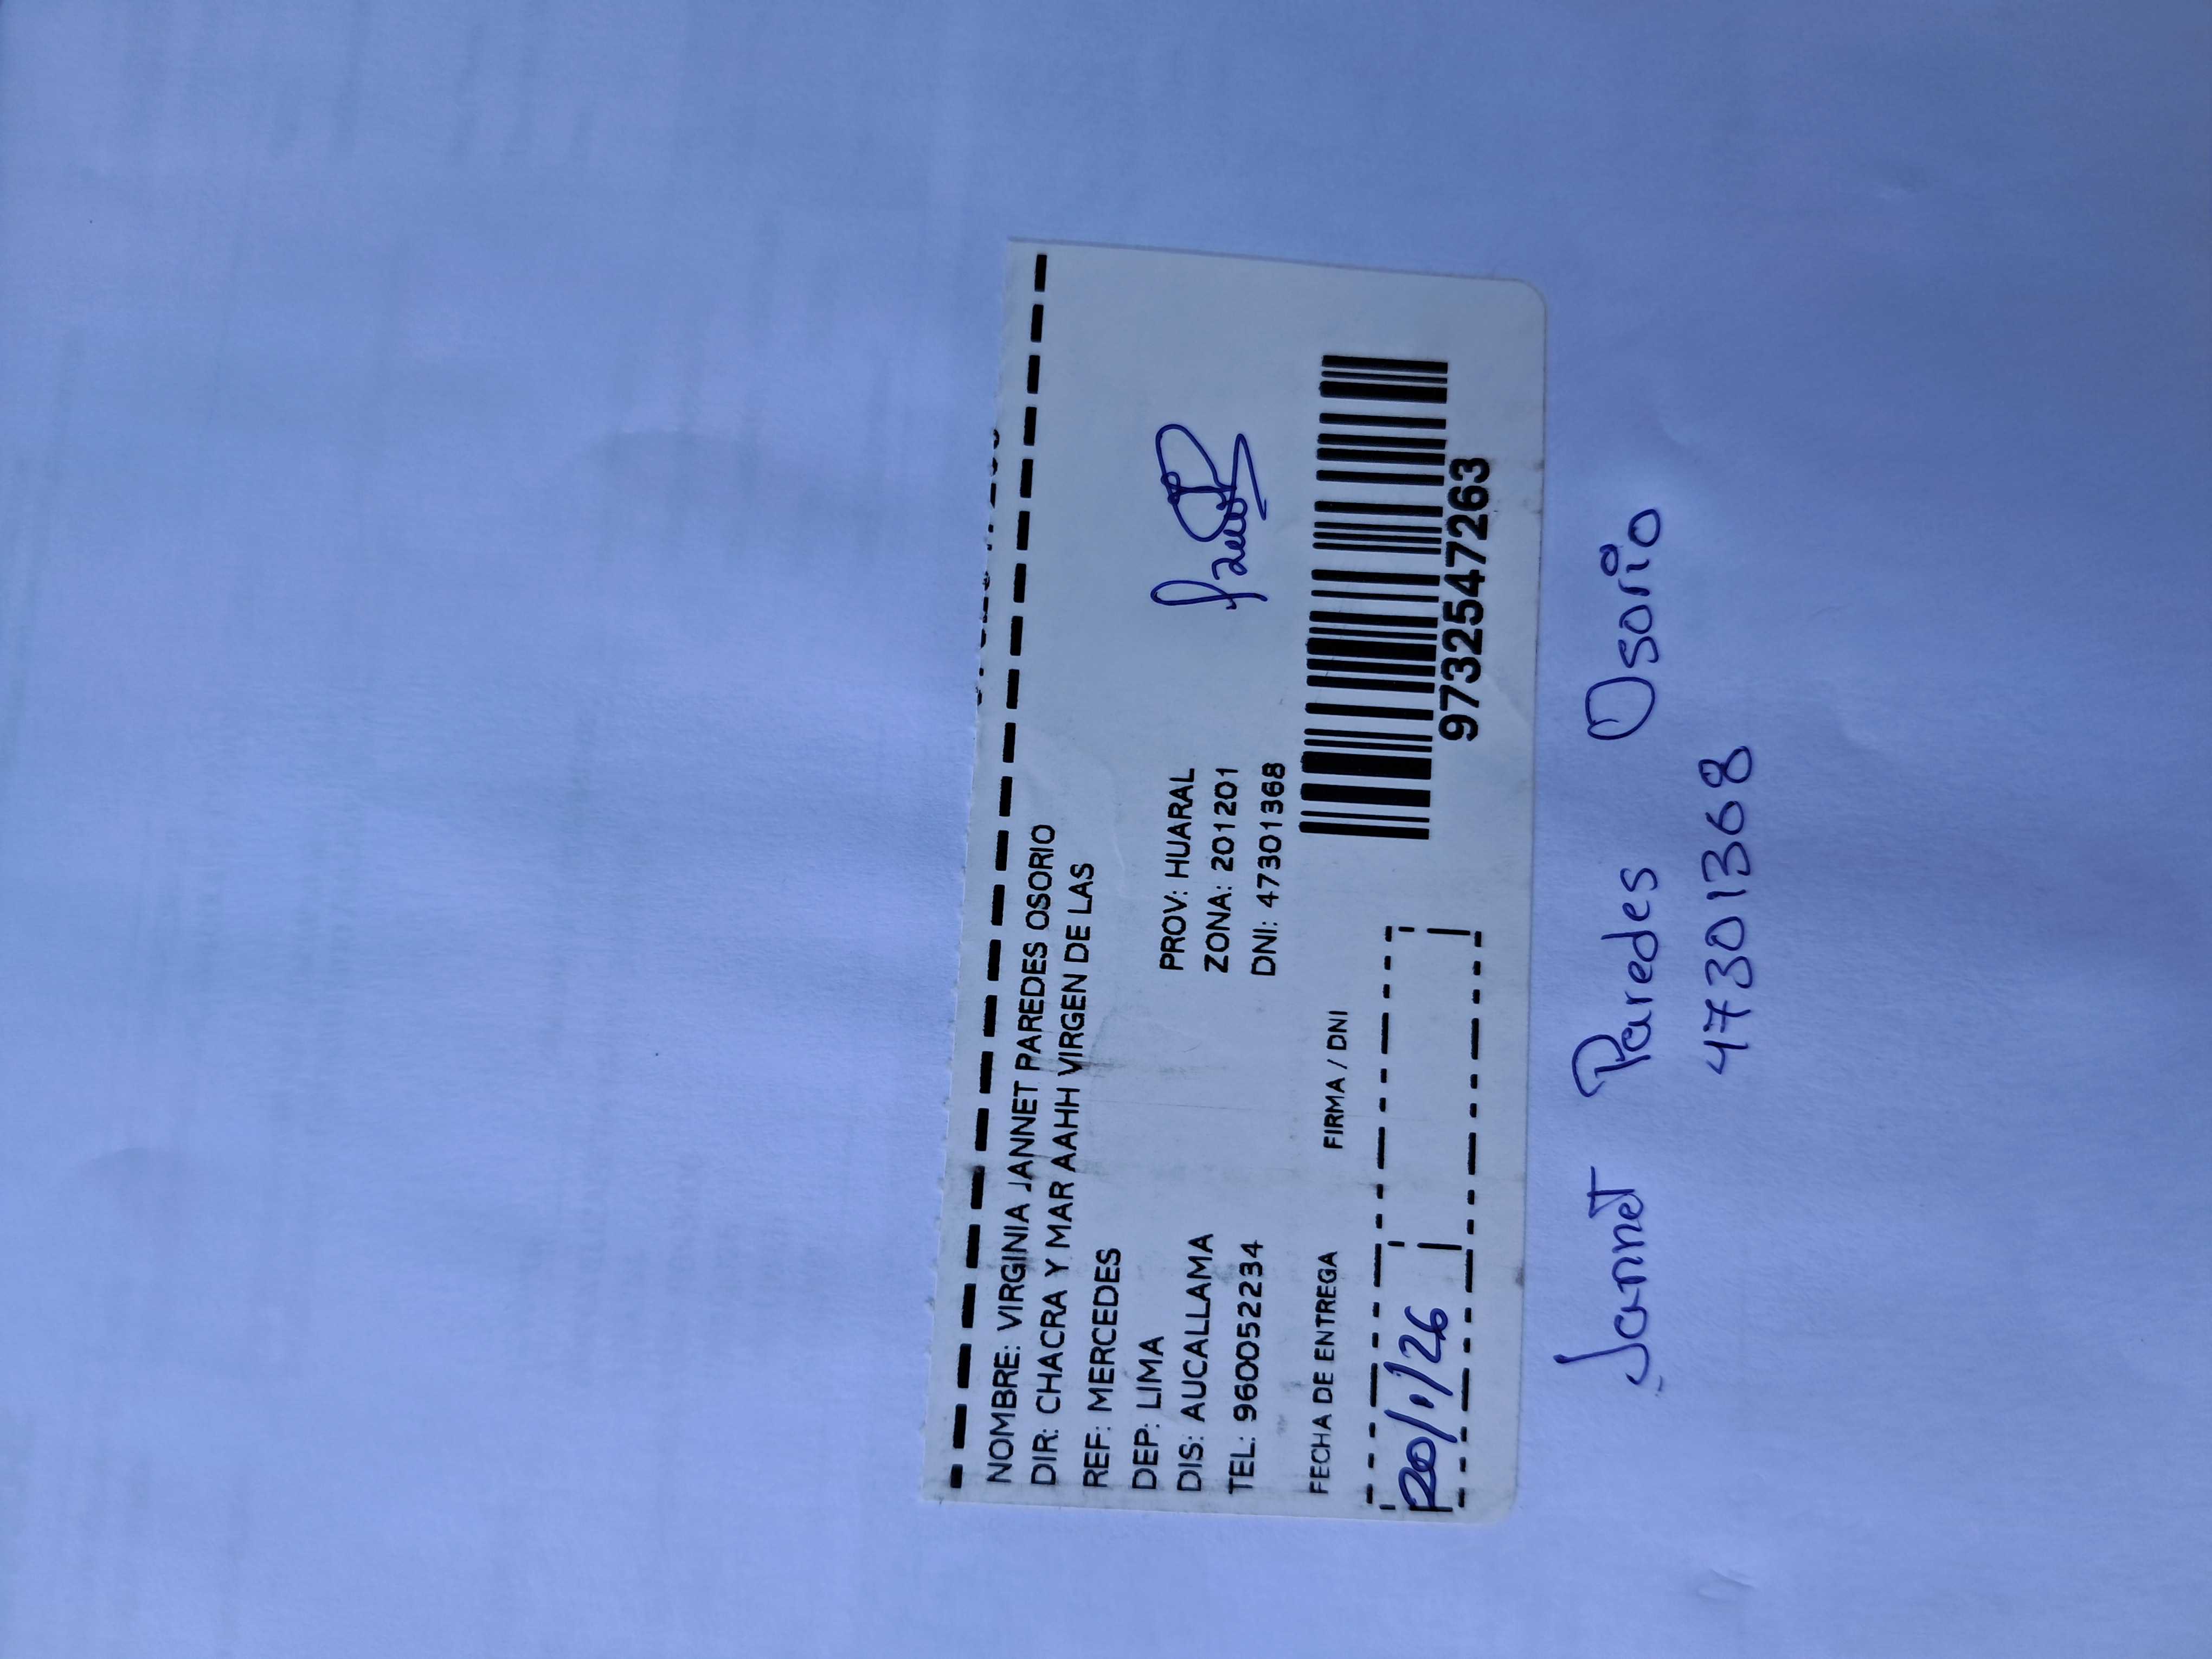 NOMBRE: VIRGINIA JANNET PAREDES OSORIO
DIR: CHACRA Y MAR AAHH VIRGEN DE LAS
REF: MERCEDES
DEP: LIMA
PROV: HUARAL
DIS: AUCALLAMA
ZONA: 201201
TEL: 960052234
DNI: 47301368
FECHA DE ENTREGA
FIRMA / DNI
20/1/26
9732547263
Jannet Paredes Osorio
47301368